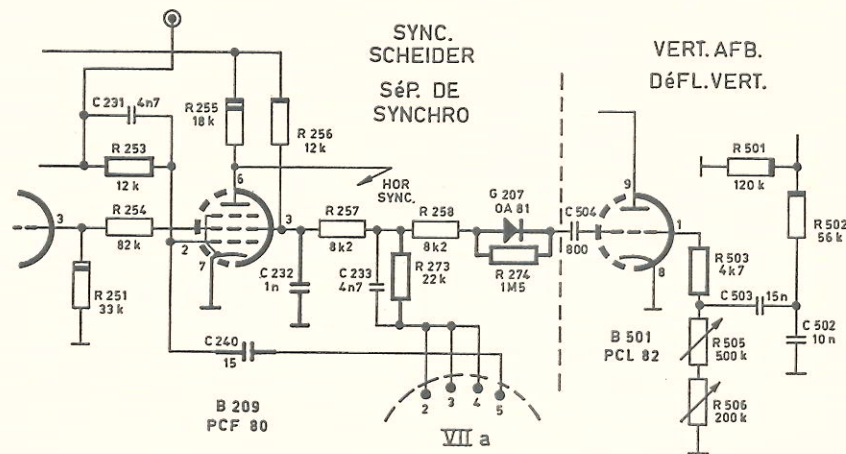 SYNC.
SCHEIDER
SéP. DE
SYNCHRO
VERT. AFB.
DéFL.VERT.
C 231
4n7
R 253
12 k
R 254
82 k
3
R 251
33 k
R 255
18 k
R 256
12 k
6
3
2
7
HOR
SYNC.
R 257
8k2
R 258
8k2
C 232
1n
C 233
4n7
R 273
22 k
G 207
OA 81
R 274
1M5
C 504
800
C 240
15
B 209
PCF 80
2
3
4
5
VII a
9
1
8
B 501
PCL 82
R 501
120 k
R 502
56 k
R 503
4k7
C 503
15 n
C 502
10 n
R 505
500 k
R 506
200 k